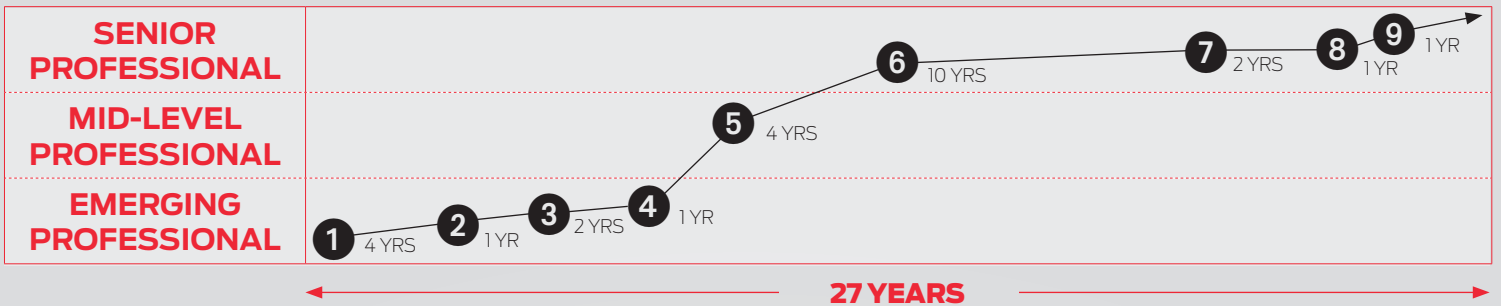 SENIOR
PROFESSIONAL
MID-LEVEL
PROFESSIONAL
EMERGING
PROFESSIONAL
1
4 YRS
2
1 YR
3
2 YRS
4
1 YR
5
4 YRS
6
10 YRS
7
2 YRS
8
1 YR
9
1 YR
27 YEARS